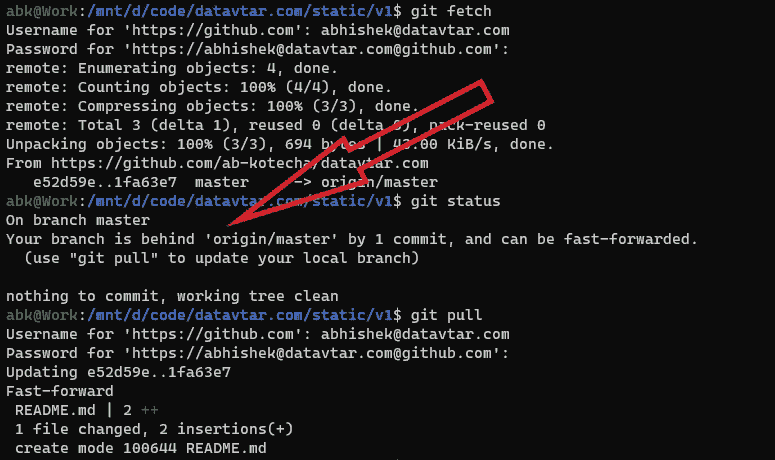 abk@Work:/mnt/d/code/datavtar.com/static/v1$ git fetch
Username for 'https://github.com': abhishek@datavtar.com
Password for 'https://abhishek@datavtar.com@github.com':
remote: Enumerating objects: 4, done.
remote: Counting objects: 100% (4/4), done.
remote: Compressing objects: 100% (3/3), done.
remote: Total 3 (delta 1), reused 0 (delta 0), pack-reused 0
Unpacking objects: 100% (3/3), 694 bytes | 43.00 KiB/s, done.
From https://github.com/ab-kotecha/datavtar.com
e52d59e..1fa63e7 master -> origin/master
abk@Work:/mnt/d/code/datavtar.com/static/v1$ git status
On branch master
Your branch is behind 'origin/master' by 1 commit, and can be fast-forwarded.
(use "git pull" to update your local branch)
nothing to commit, working tree clean
abk@Work:/mnt/d/code/datavtar.com/static/v1$ git pull
Username for 'https://github.com': abhishek@datavtar.com
Password for 'https://abhishek@datavtar.com@github.com':
Updating e52d59e..1fa63e7
Fast-forward
README.md | 2 ++
1 file changed, 2 insertions(+)
create mode 100644 README.md